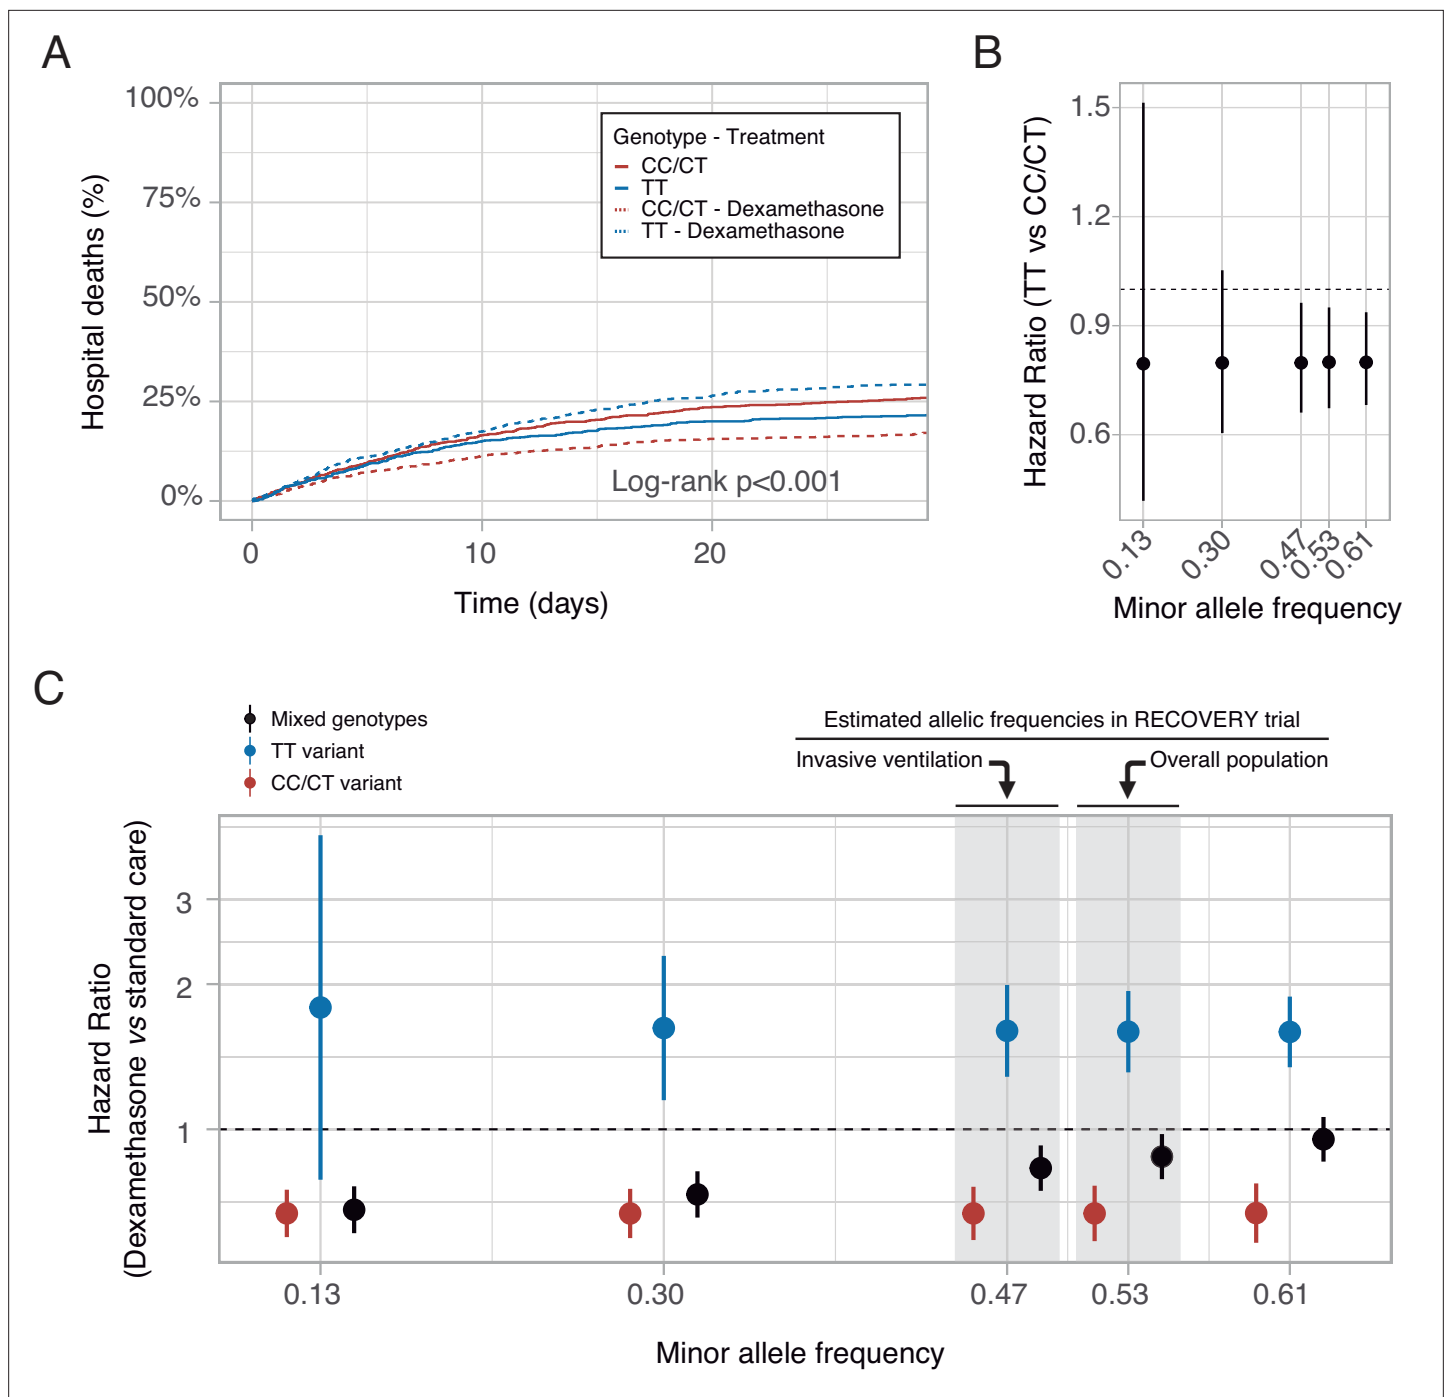 A
100%
75%
50%
25%
0%
Hospital deaths (%)
Genotype - Treatment
CC/CT
TT
CC/CT - Dexamethasone
TT - Dexamethasone
Log-rank p<0.001
0
10
20
Time (days)
B
1.5
1.2
0.9
0.6
Hazard Ratio (TT vs CC/CT)
0.13
0.30
0.47
0.53
0.61
Minor allele frequency
C
Mixed genotypes
TT variant
CC/CT variant
Estimated allelic frequencies in RECOVERY trial
Invasive ventilation
Overall population
3
2
1
Hazard Ratio
(Dexamethasone vs standard care)
0.13
0.30
0.47
0.53
0.61
Minor allele frequency